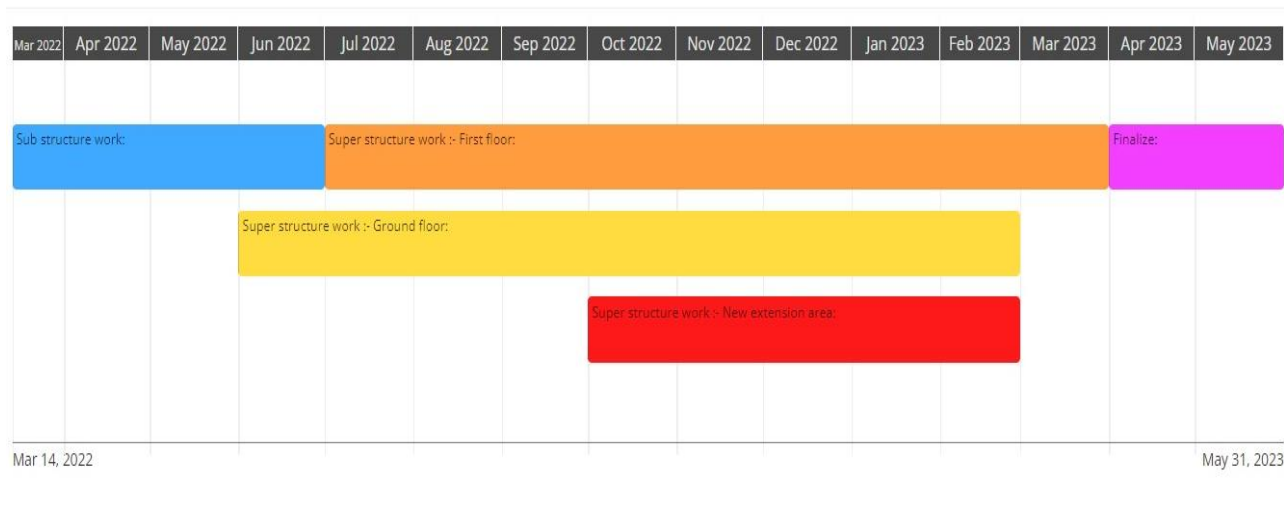 Mar 2022 Apr 2022 May 2022 Jun 2022 Jul 2022 Aug 2022 Sep 2022 Oct 2022 Nov 2022 Dec 2022 Jan 2023 Feb 2023 Mar 2023 Apr 2023 May 2023
Sub structure work: Super structure work :- First floor: Finalize:
Super structure work :- Ground floor:
Super structure work :- New extension area:
Mar 14, 2022 May 31, 2023